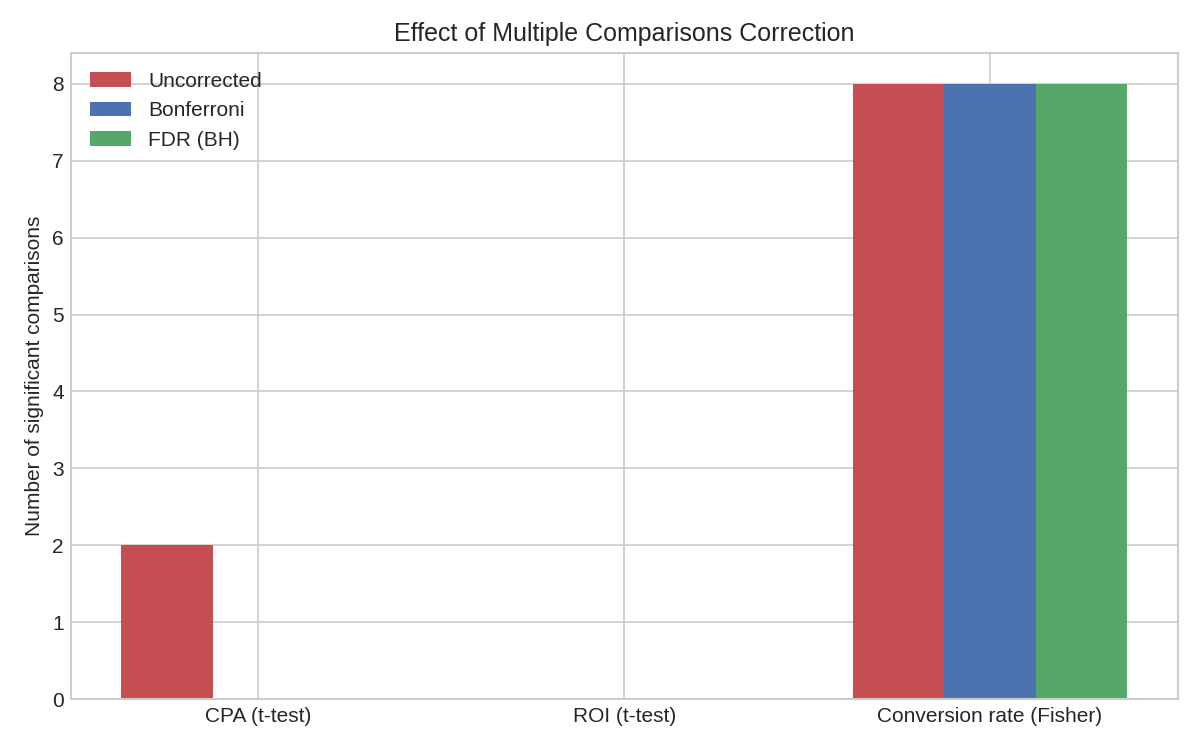 Effect of Multiple Comparisons Correction
Uncorrected
Bonferroni
FDR (BH)
Number of significant comparisons
8
7
6
5
4
3
2
1
0
CPA (t-test)
ROI (t-test)
Conversion rate (Fisher)